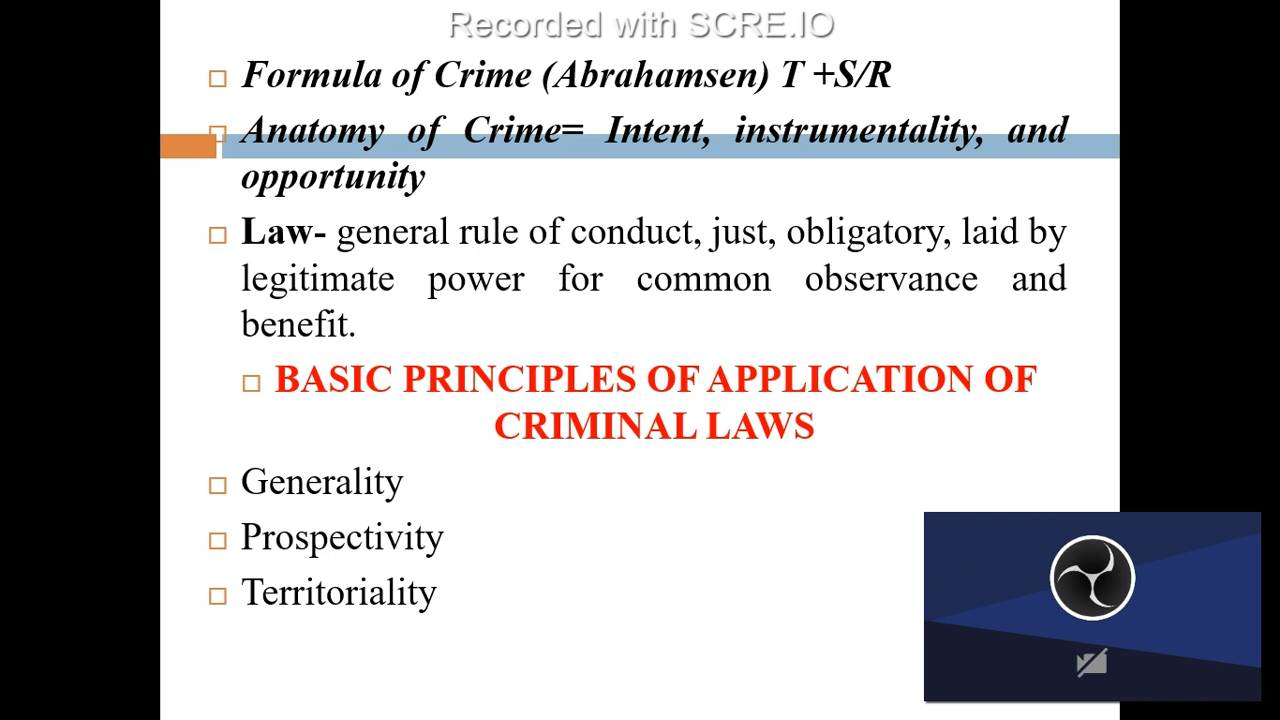 Recorded with SCRE.IO
Formula of Crime (Abrahamsen) T +S/R
Anatomy of Crime= Intent, instrumentality, and
opportunity
Law- general rule of conduct, just, obligatory, laid by
legitimate power for common observance and
benefit.
BASIC PRINCIPLES OF APPLICATION OF
CRIMINAL LAWS
Generality
Prospectivity
Territoriality